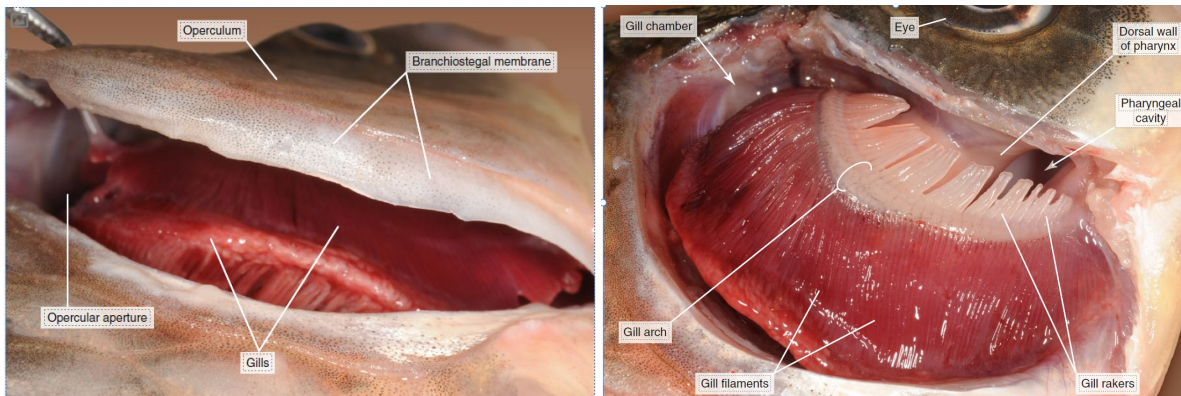 Operculum
Branchiostegal membrane
Opercular aperture
Gills
Gill chamber
Eye
Dorsal wall
of pharynx
Pharyngeal
cavity
Gill arch
Gill filaments
Gill rakers